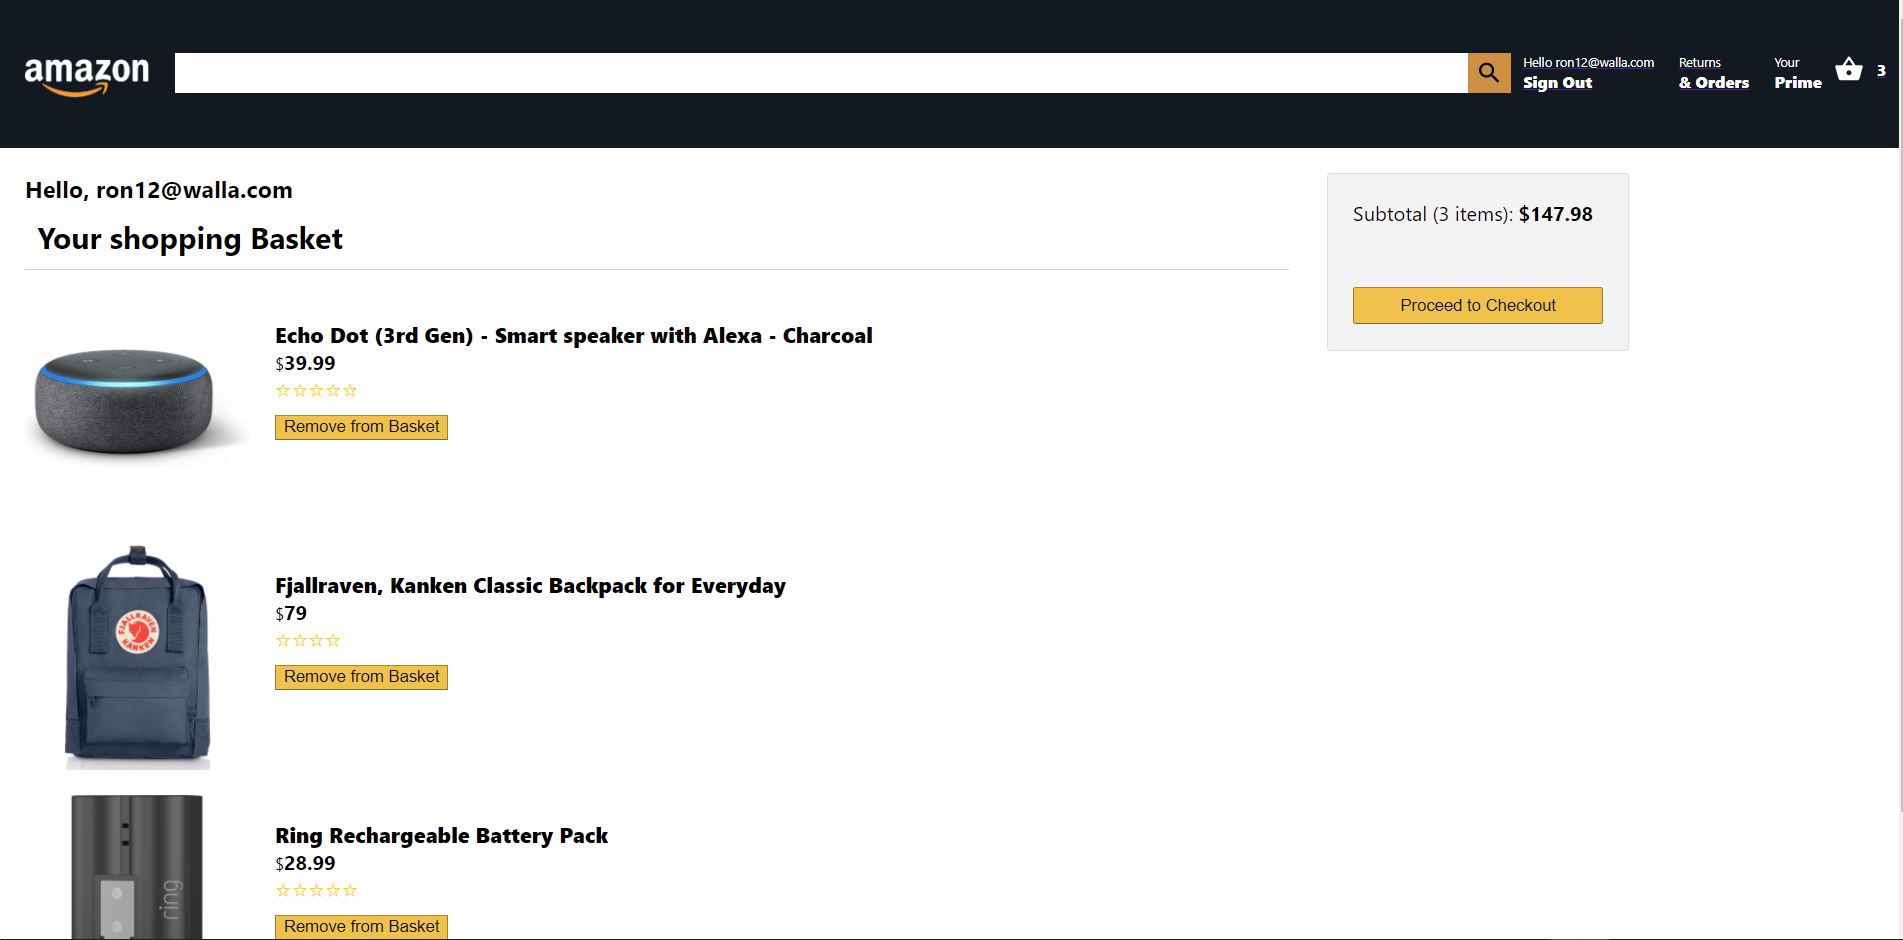 amazon
Hello ron12@walla.com
Sign Out
Returns
& Orders
Your
Prime
3
Hello, ron12@walla.com
Your shopping Basket
Subtotal (3 items): $147.98
Proceed to Checkout
Echo Dot (3rd Gen) - Smart speaker with Alexa - Charcoal
$39.99
☆☆☆☆☆
Remove from Basket
FJALLRAVEN
KANKEN
Fjallraven, Kanken Classic Backpack for Everyday
$79
☆☆☆☆
Remove from Basket
ring
Ring Rechargeable Battery Pack
$28.99
☆☆☆☆☆
Remove from Basket